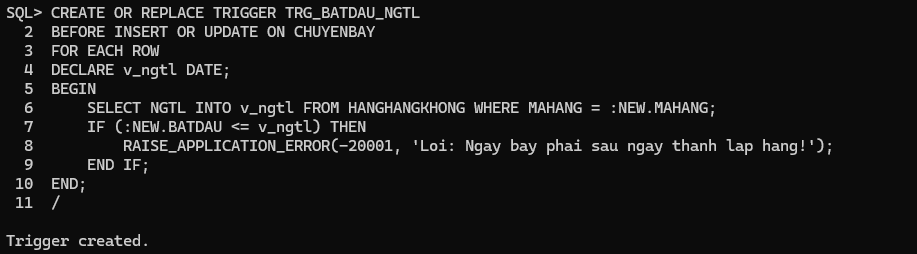 SQL> CREATE OR REPLACE TRIGGER TRG_BATDAU_NGTL
  2  BEFORE INSERT OR UPDATE ON CHUYENBAY
  3  FOR EACH ROW
  4  DECLARE v_ngtl DATE;
  5  BEGIN
  6      SELECT NGTL INTO v_ngtl FROM HANGHANGKHONG WHERE MAHANG = :NEW.MAHANG;
  7      IF (:NEW.BATDAU <= v_ngtl) THEN
  8          RAISE_APPLICATION_ERROR(-20001, 'Loi: Ngay bay phai sau ngay thanh lap hang!');
  9      END IF;
 10  END;
 11  /
Trigger created.